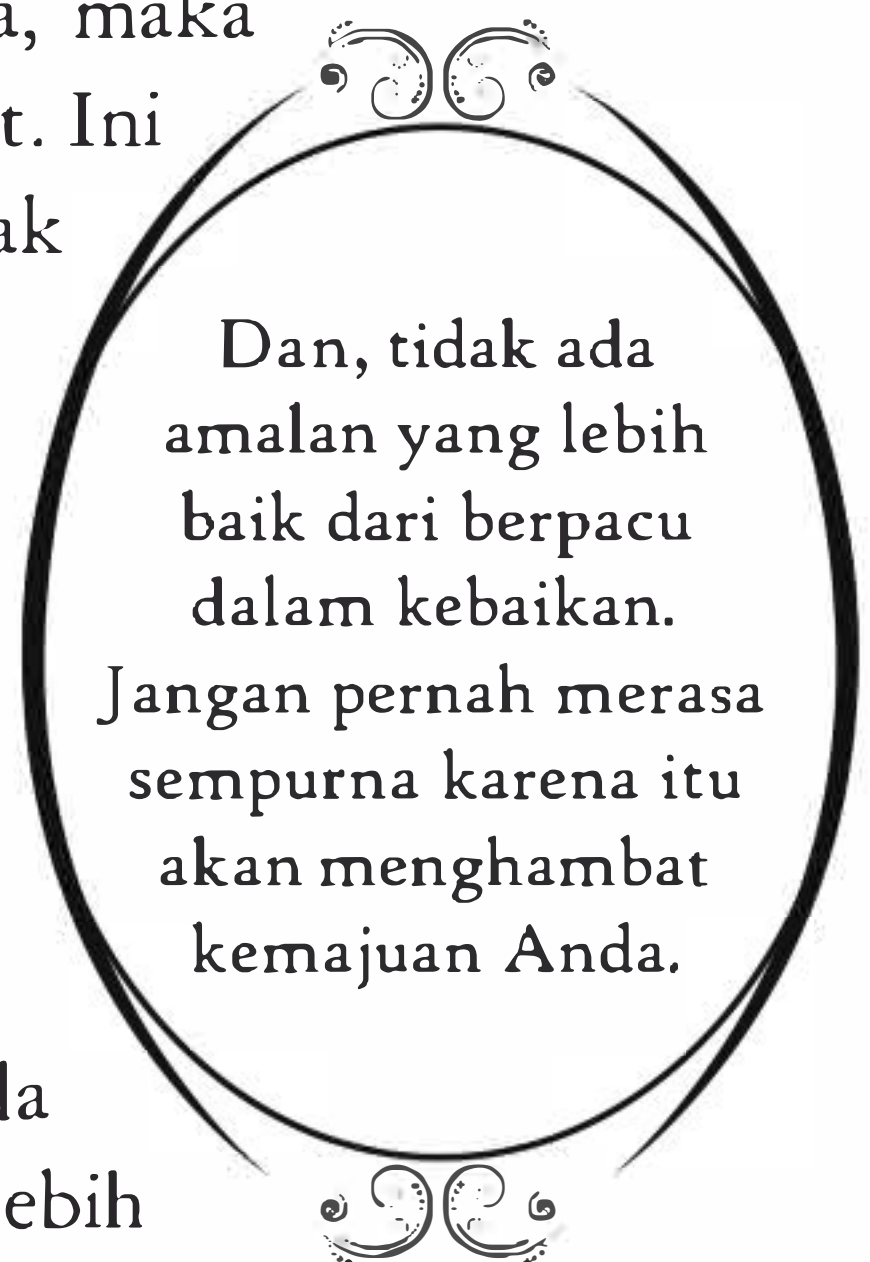 maka
t. Ini
ak
Dan, tidak ada
amalan yang lebih
baik dari berpacu
dalam kebaikan.
Jangan pernah merasa
sempurna karena itu
akan menghambat
kemajuan Anda.
da
ebih